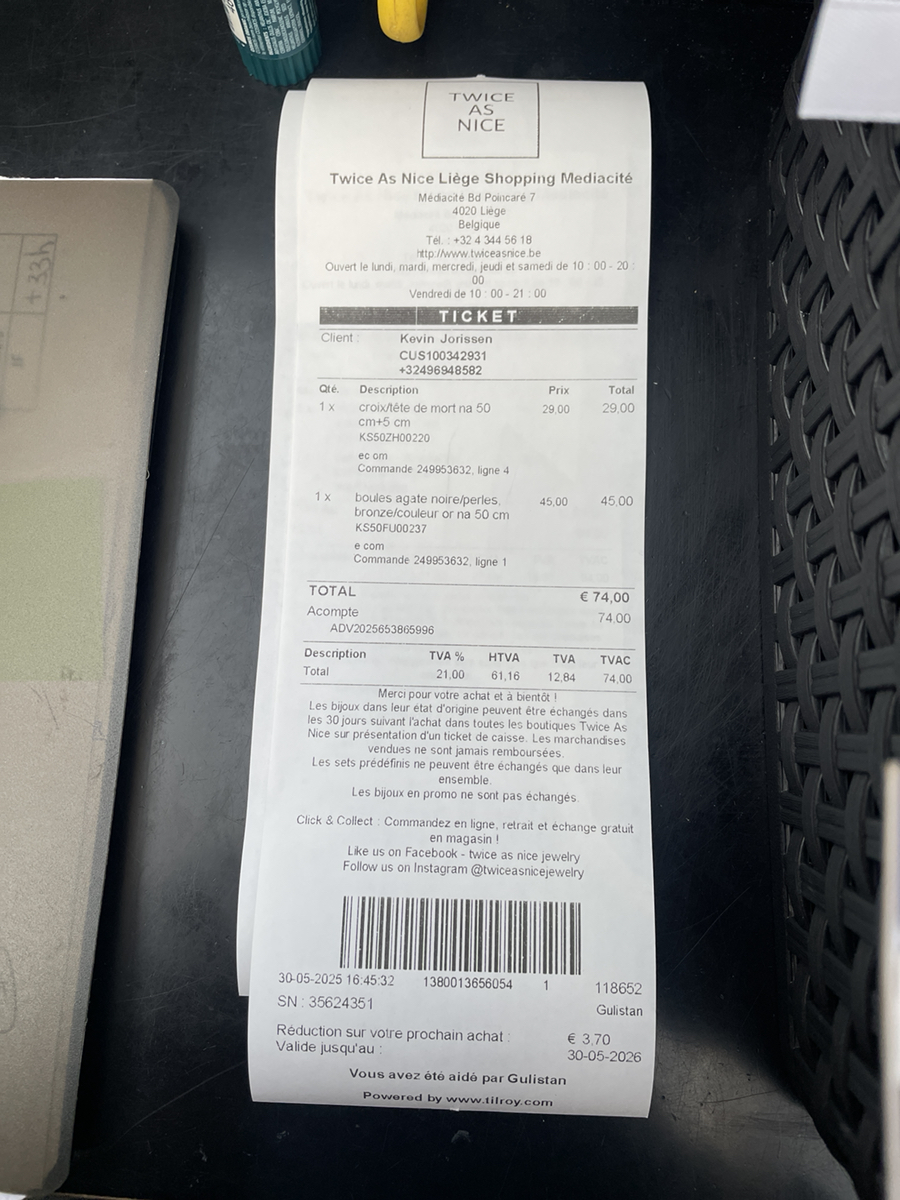 +33h
TWICE
AS
NICE
Twice As Nice Liège Shopping Mediacité
Médiacité Bd Poincaré 7
4020 Liège
Belgique
Tél. : +32 4 344 56 18
http://www.twiceasnice.be
Ouvert le lundi, mardi, mercredi, jeudi et samedi de 10 : 00 - 20 :
00
Vendredi de 10 : 00 - 21 : 00
TICKET
Client : Kevin Jorissen
CUS100342931
+32496948582
Qté. Description Prix Total
1 x croix/tête de mort na 50 29,00 29,00
cm+5 cm
KS50ZH00220
ec om
Commande 249953632, ligne 4
1 x boules agate noire/perles, 45,00 45,00
bronze/couleur or na 50 cm
KS50FU00237
e com
Commande 249953632, ligne 1
TOTAL € 74,00
Acompte 74,00
ADV2025653865996
Description TVA % HTVA TVA TVAC
Total 21,00 61,16 12,84 74,00
Merci pour votre achat et à bientôt !
Les bijoux dans leur état d'origine peuvent être échangés dans
les 30 jours suivant l'achat dans toutes les boutiques Twice As
Nice sur présentation d'un ticket de caisse. Les marchandises
vendues ne sont jamais remboursées.
Les sets prédéfinis ne peuvent être échangés que dans leur
ensemble.
Les bijoux en promo ne sont pas échangés.
Click & Collect : Commandez en ligne, retrait et échange gratuit
en magasin !
Like us on Facebook - twice as nice jewelry
Follow us on Instagram @twiceasnicejewelry
30-05-2025 16:45:32 1380013656054 1 118652
SN : 35624351 Gulistan
Réduction sur votre prochain achat : € 3,70
Valide jusqu'au : 30-05-2026
Vous avez été aidé par Gulistan
Powered by www.tilroy.com